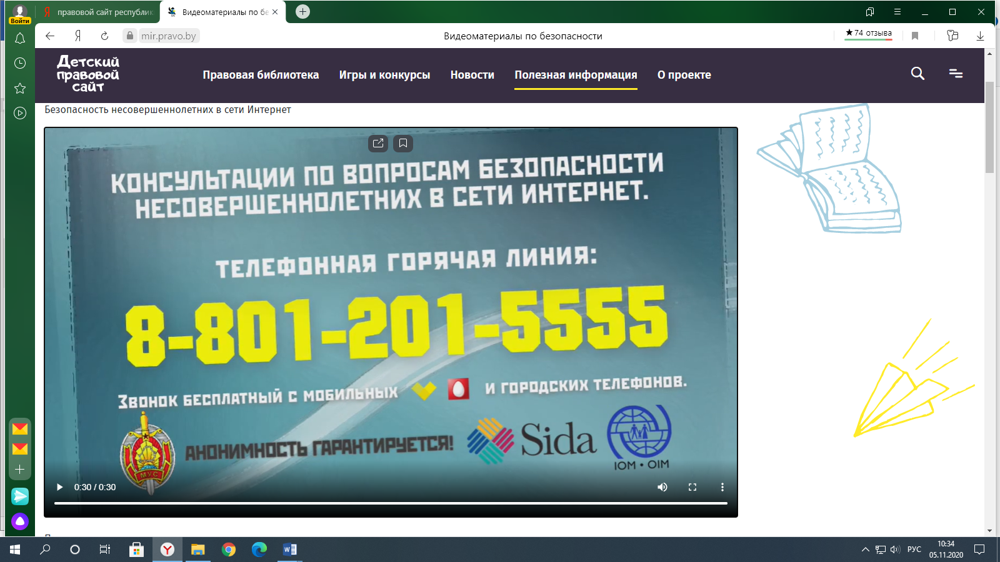 Войти
правовой сайт республик
Видеоматериалы по бе
mir.pravo.by
Видеоматериалы по безопасности
★74 отзыва
Детский
правовой
сайт
Правовая библиотека
Игры и конкурсы
Новости
Полезная информация
О проекте
Безопасность несовершеннолетних в сети Интернет
КОНСУЛЬТАЦИИ ПО ВОПРОСАМ БЕЗОПАСНОСТИ
НЕСОВЕРШЕННОЛЕТНИХ В СЕТИ ИНТЕРНЕТ.
ТЕЛЕФОННАЯ ГОРЯЧАЯ ЛИНИЯ:
8-801-201-5555
ЗВОНОК БЕСПЛАТНЫЙ С МОБИЛЬНЫХ И ГОРОДСКИХ ТЕЛЕФОНОВ.
МУС
АНОНИМНОСТЬ ГАРАНТИРУЕТСЯ!
Sida
IOM • OIM
0:30 / 0:30
РУС
10:34
05.11.2020